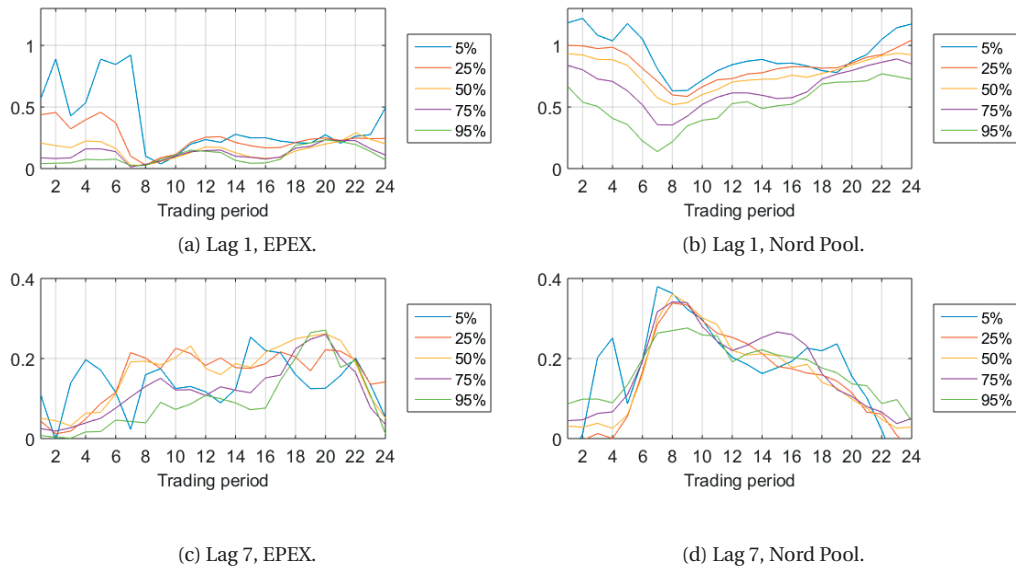 1
0.5
0
2 4 6 8 10 12 14 16 18 20 22 24
Trading period
5%
25%
50%
75%
95%
(a) Lag 1, EPEX.
1
0.5
0
2 4 6 8 10 12 14 16 18 20 22 24
Trading period
5%
25%
50%
75%
95%
(b) Lag 1, Nord Pool.
0.4
0.2
0
2 4 6 8 10 12 14 16 18 20 22 24
Trading period
5%
25%
50%
75%
95%
(c) Lag 7, EPEX.
0.4
0.2
0
2 4 6 8 10 12 14 16 18 20 22 24
Trading period
5%
25%
50%
75%
95%
(d) Lag 7, Nord Pool.